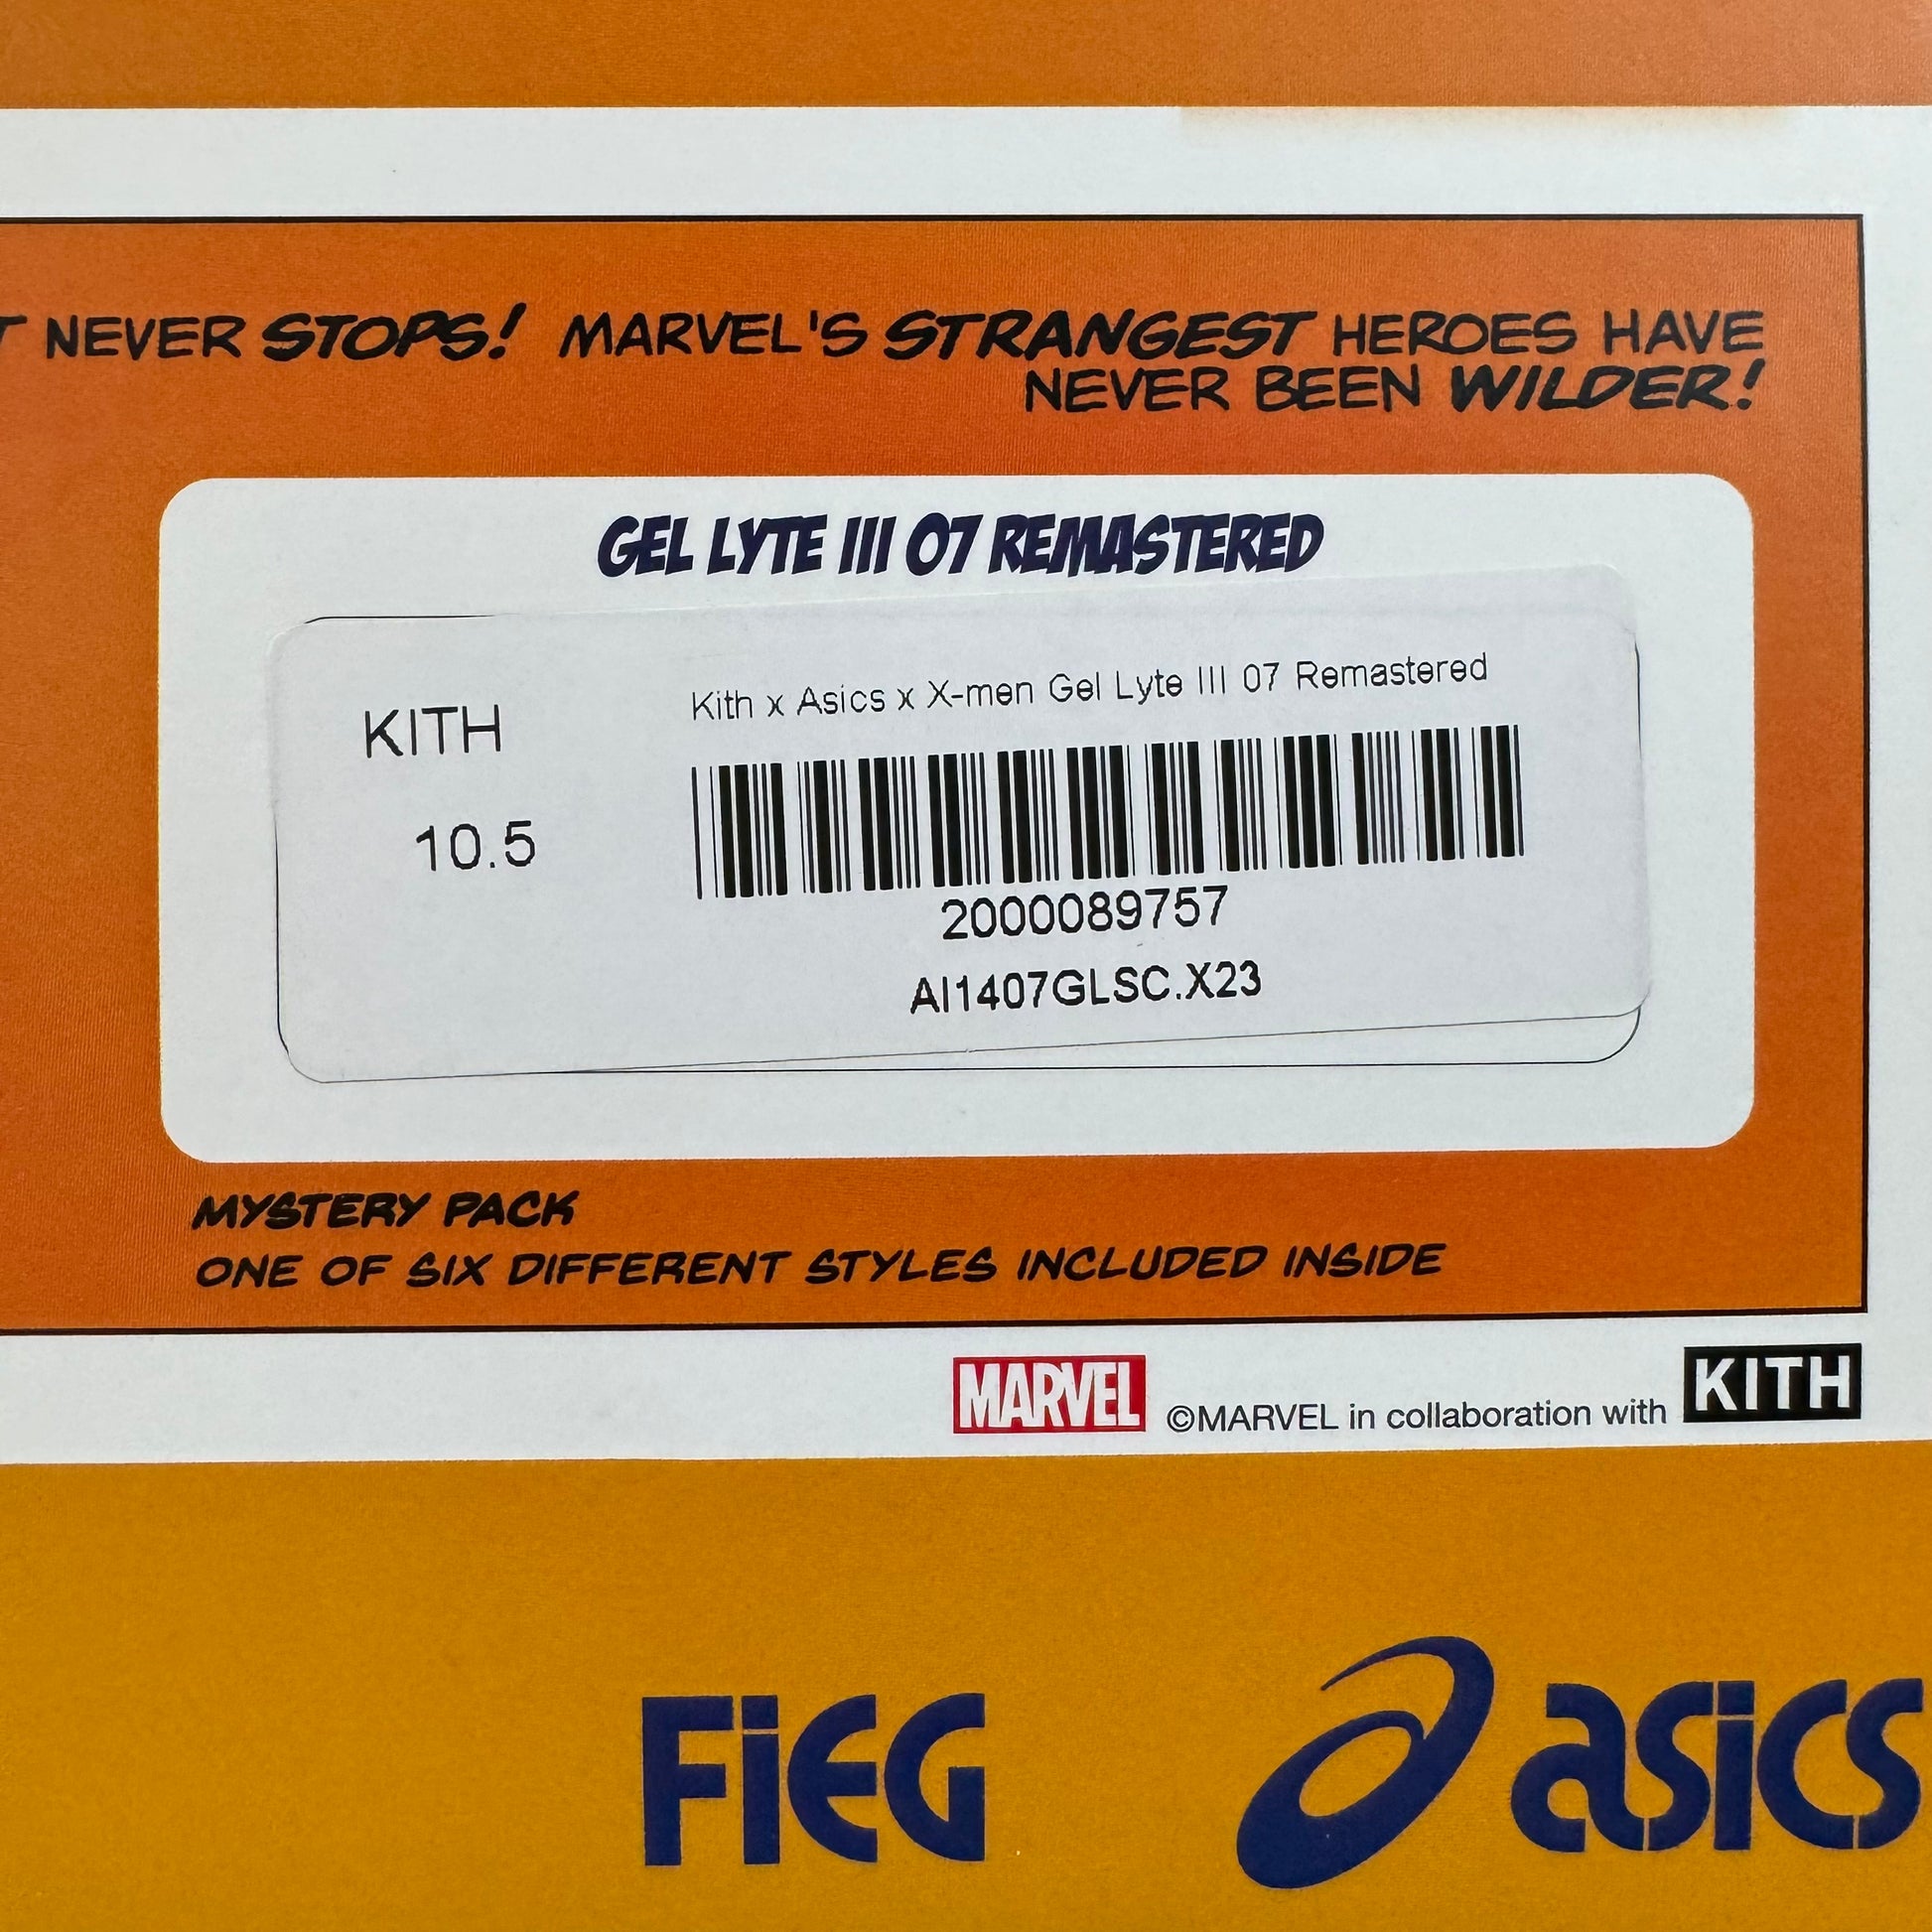 NEVER STOPS! MARVEL'S STRANGEST HEROES HAVE
NEVER BEEN WILDER!
GEL LYTE III 07 REMASTERED
Kith x Asics x X-men Gel Lyte III 07 Remastered
KITH
10.5
2000089757
AI1407GLSC.X23
MYSTERY PACK
ONE OF SIX DIFFERENT STYLES INCLUDED INSIDE
MARVEL ©MARVEL in collaboration with KITH
FiEG asics